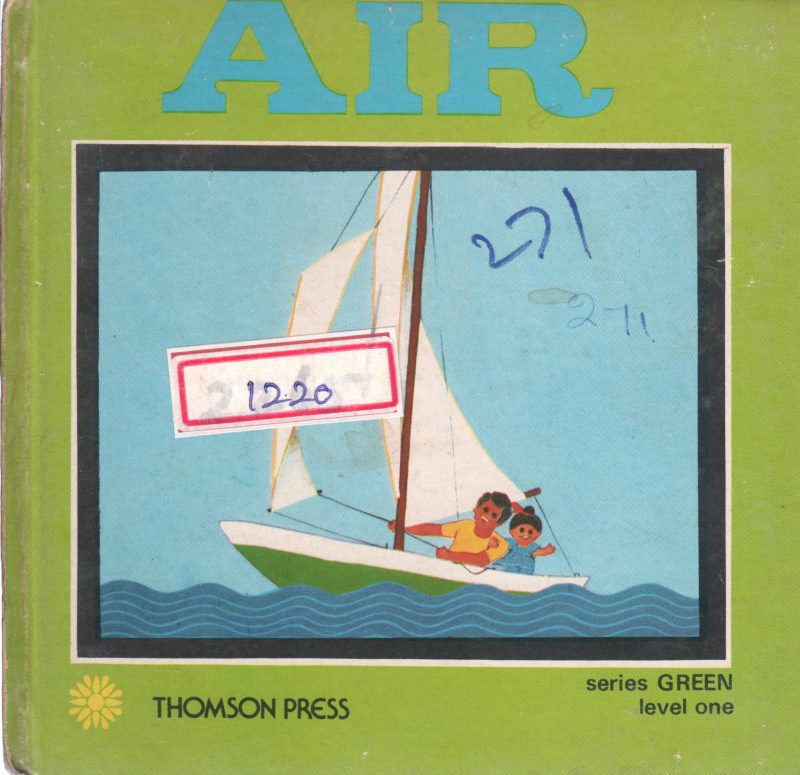 AIR
271
271
1220
THOMSON PRESS
series GREEN
level one